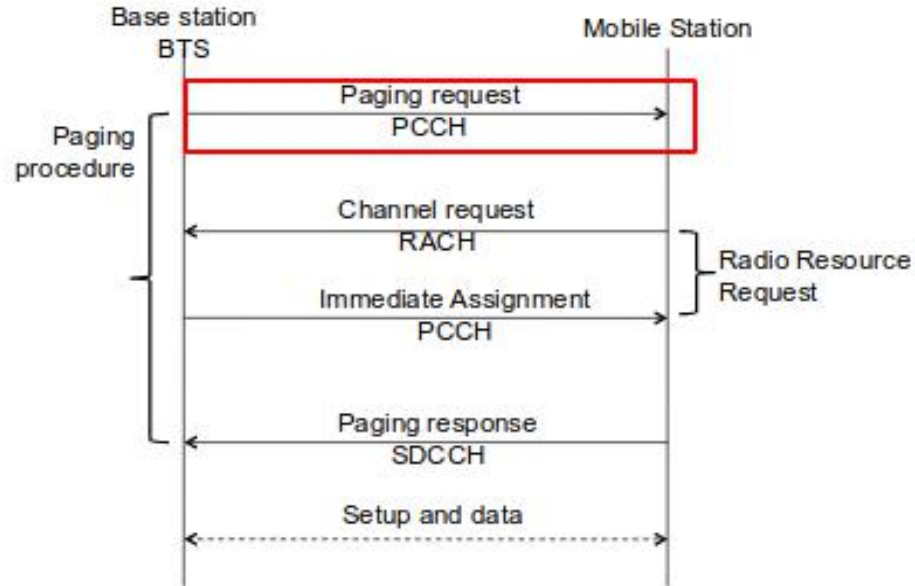 Base station
BTS
Mobile Station
Paging request
PCCH
Paging
procedure
Channel request
RACH
Radio Resource
Request
Immediate Assignment
PCCH
Paging response
SDCCH
Setup and data